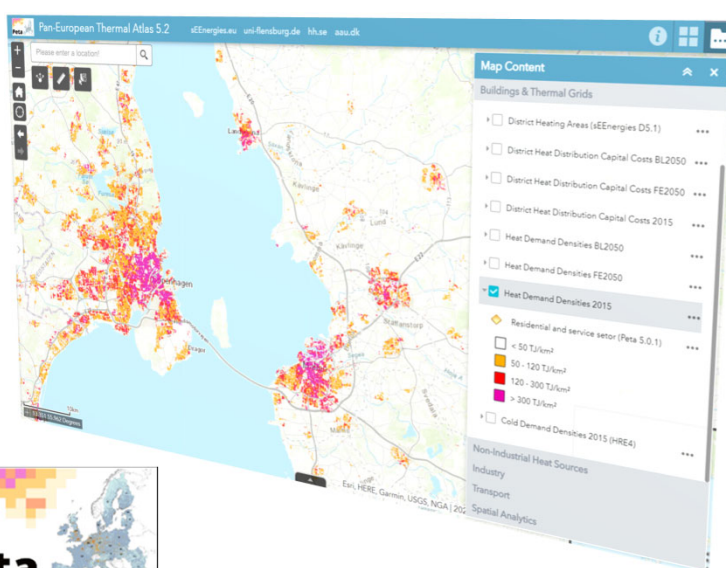 Peta
Pan-European Thermal Atlas 5.2
sEEnergies.eu
uni-flensburg.de
hh.se
aau.dk
Please enter a location!
Map Content
Buildings & Thermal Grids
District Heating Areas (sEEnergies D5.1)
District Heat Distribution Capital Costs BL2050
District Heat Distribution Capital Costs FE2050
District Heat Distribution Capital Costs 2015
Heat Demand Densities BL2050
Heat Demand Densities FE2050
Heat Demand Densities 2015
Residential and service setor (Peta 5.0.1)
< 50 TJ/km²
50 - 120 TJ/km²
120 - 300 TJ/km²
> 300 TJ/km²
Cold Demand Densities 2015 (HRE4)
Non-Industrial Heat Sources
Industry
Transport
Spatial Analytics
Kävlinge
Lund
Kävlinge
Staffanstorp
Svedala
Esri, HERE, Garmin, USGS, NGA | 202